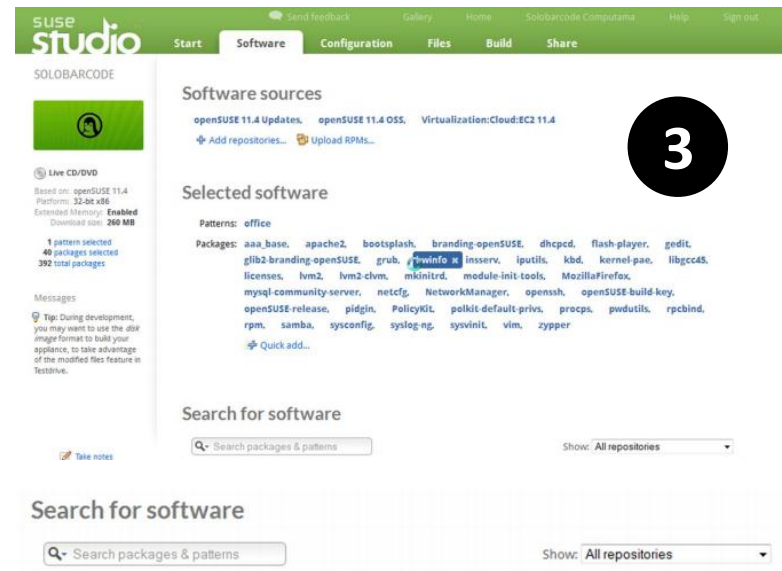 suse studio
Send feedback Gallery Home Solobarcode Computama Help Sign out
Start Software Configuration Files Build Share
SOLOBARCODE
Live CD/DVD
Based on: openSUSE 11.4
Platform: 32-bit x86
Extended Memory: Enabled
Download size: 260 MB
1 pattern selected
40 packages selected
392 total packages
Messages
Tip: During development,
you may want to use the disk
image format to build your
appliance, to take advantage
of the modified files feature in
Testdrive.
Take notes
Software sources
openSUSE 11.4 Updates, openSUSE 11.4 OSS, Virtualization:Cloud:EC2 11.4
Add repositories... Upload RPMs...
3
Selected software
Patterns: office
Packages: aaa_base, apache2, bootsplash, branding-openSUSE, dhcpcd, flash-player, gedit,
glib2-branding-openSUSE, grub, hwinfo x insserv, iputils, kbd, kernel-pae, libgcc45,
licenses, lvm2, lvm2-clvm, mkinitrd, module-init-tools, MozillaFirefox,
mysql-community-server, netcfg, NetworkManager, openssh, openSUSE-build-key,
openSUSE-release, pidgin, PolicyKit, polkit-default-privs, procps, pwdutils, rpcbind,
rpm, samba, sysconfig, syslog-ng, sysvinit, vim, zypper
Quick add...
Search for software
Search packages & patterns Show: All repositories
Search for software
Search packages & patterns Show: All repositories